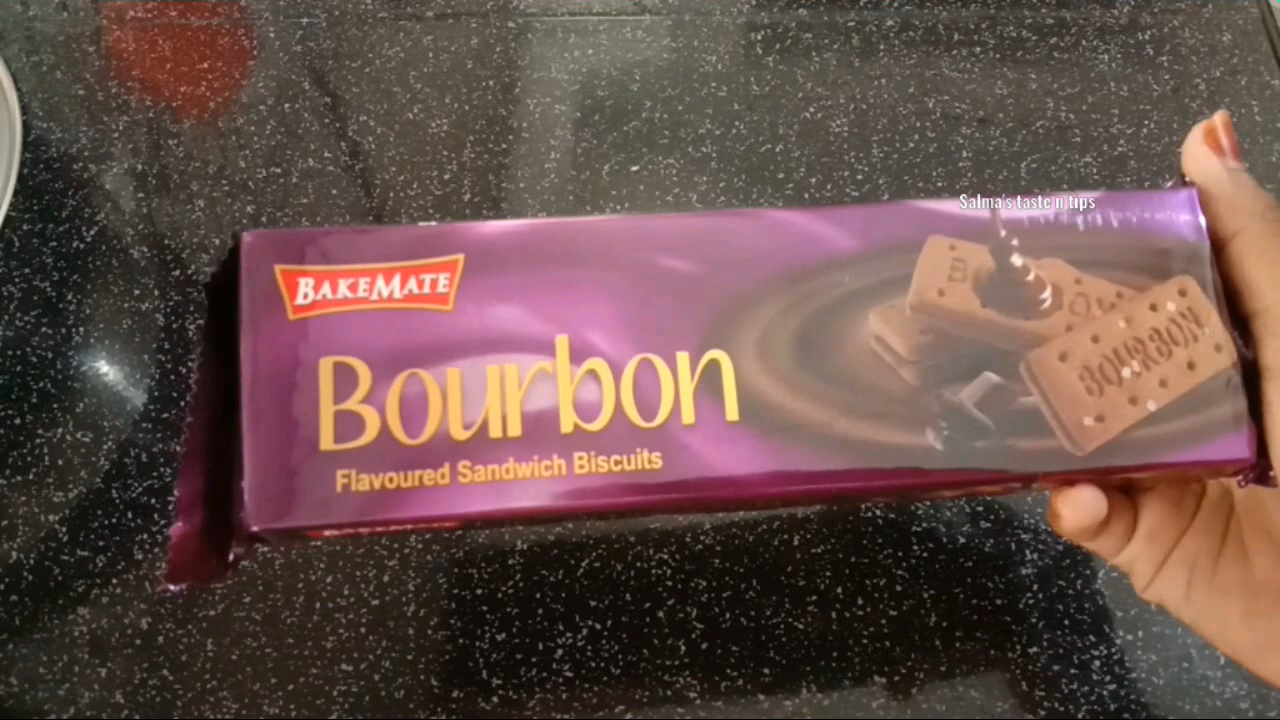 Salma's taste n tips
BAKEMATE
Bourbon
Flavoured Sandwich Biscuits
BOURBON